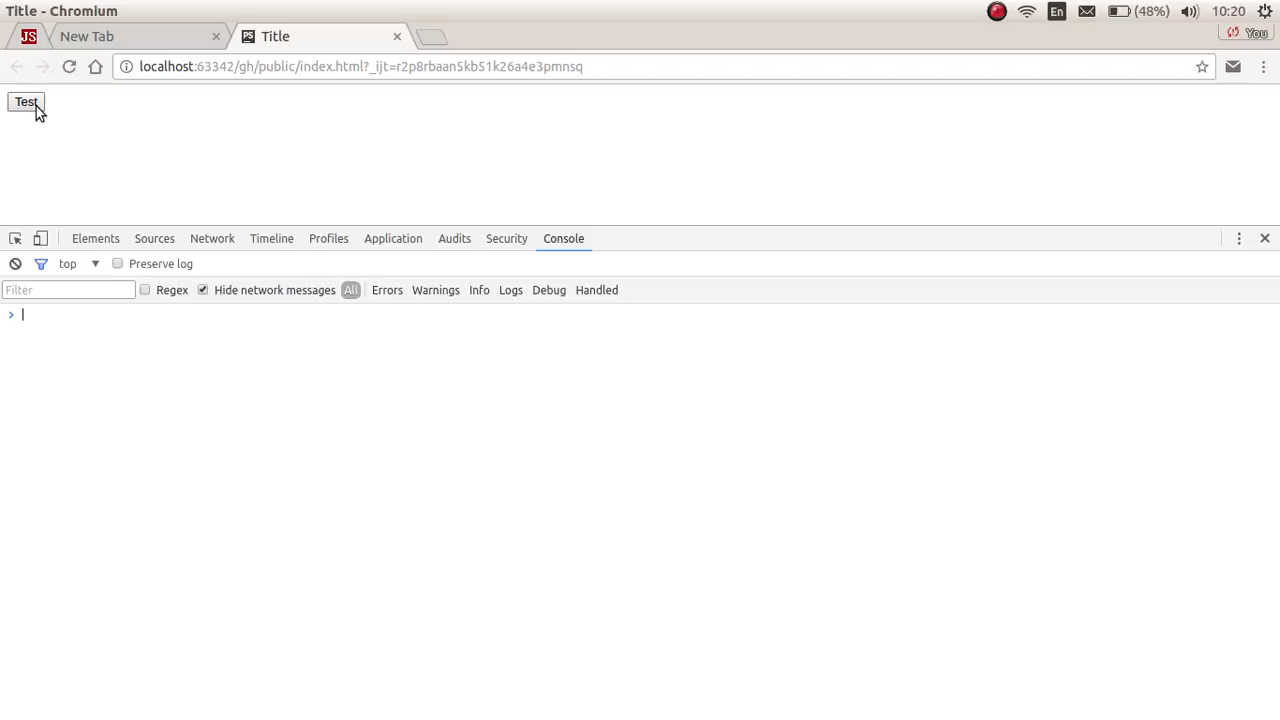 Title - Chromium
En
(48%)
10:20
JS
New Tab
PS
Title
You
localhost:63342/gh/public/index.html?_ijt=r2p8rbaan5kb51k26a4e3pmnsq
Test
Elements Sources Network Timeline Profiles Application Audits Security Console
top Preserve log
Filter Regex Hide network messages All Errors Warnings Info Logs Debug Handled